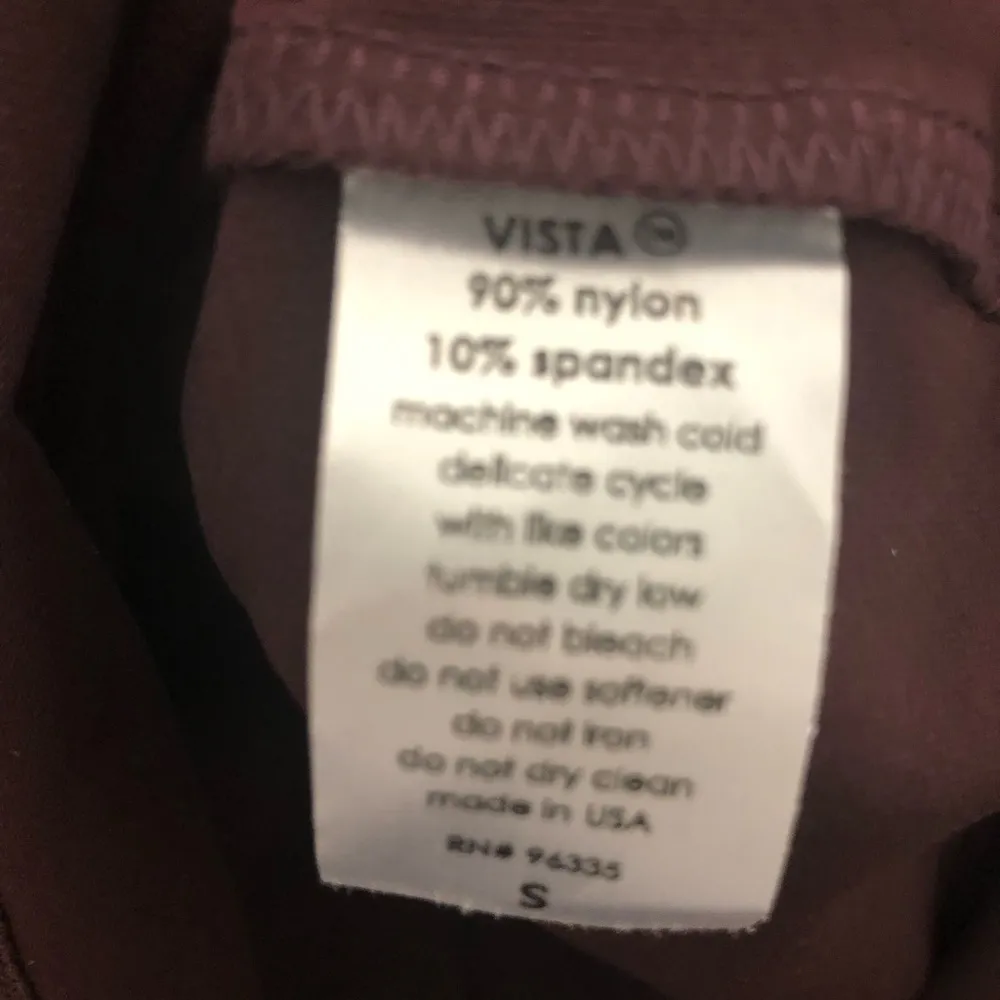 VISTA
90% nylon
10% spandex
machine wash cold
delicate cycle
with like colors
tumble dry low
do not bleach
do not use softener
do not iron
do not dry clean
made in USA
RN# 96335
S